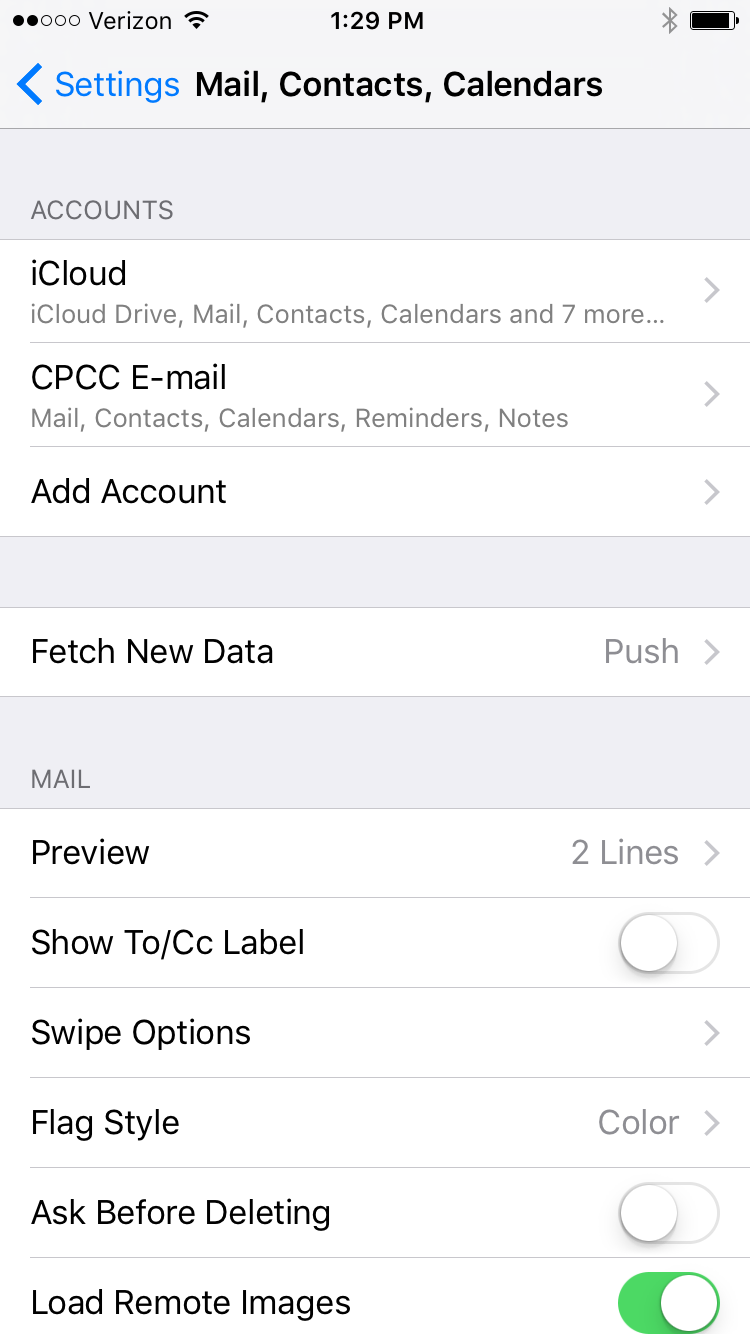 Verizon 1:29 PM
Settings Mail, Contacts, Calendars
ACCOUNTS
iCloud
iCloud Drive, Mail, Contacts, Calendars and 7 more...
CPCC E-mail
Mail, Contacts, Calendars, Reminders, Notes
Add Account
Fetch New Data Push
MAIL
Preview 2 Lines
Show To/Cc Label
Swipe Options
Flag Style Color
Ask Before Deleting
Load Remote Images